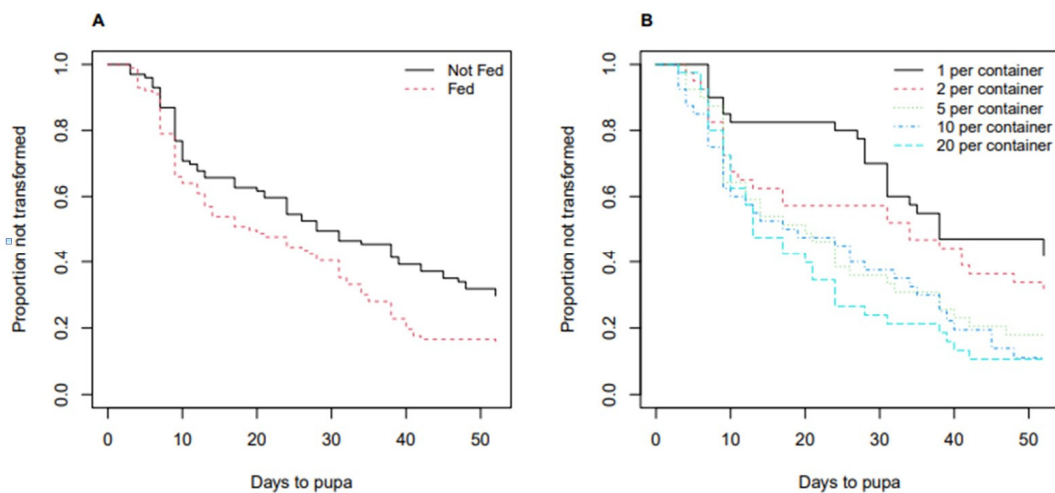 A
Proportion not transformed
1.0
0.8
0.6
0.4
0.2
0.0
Not Fed
Fed
0 10 20 30 40 50
Days to pupa
B
Proportion not transformed
1.0
0.8
0.6
0.4
0.2
0.0
1 per container
2 per container
5 per container
10 per container
20 per container
0 10 20 30 40 50
Days to pupa